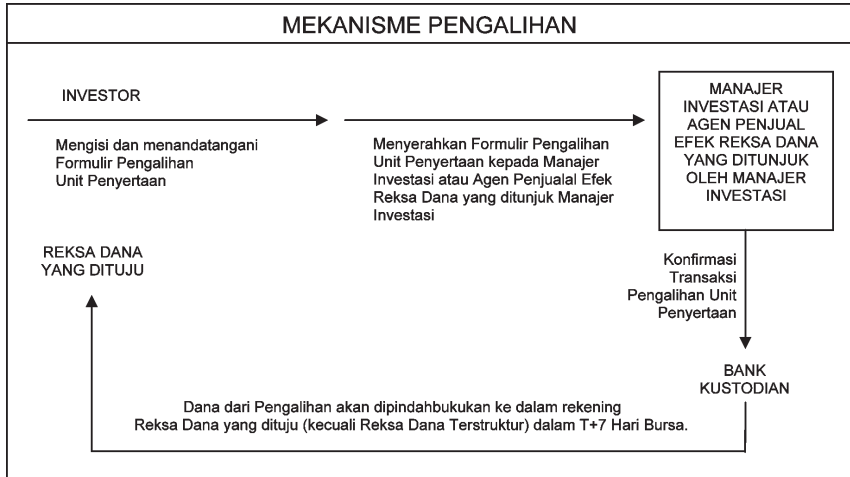 MEKANISME PENGALIHAN
INVESTOR
Mengisi dan menandatangani
Formulir Pengalihan
Unit Penyertaan
Menyerahkan Formulir Pengalihan
Unit Penyertaan kepada Manajer
Investasi atau Agen Penjualal Efek
Reksa Dana yang ditunjuk Manajer
Investasi
MANAJER
INVESTASI ATAU
AGEN PENJUAL
EFEK REKSA DANA
YANG DITUNJUK
OLEH MANAJER
INVESTASI
Konfirmasi
Transaksi
Pengalihan Unit
Penyertaan
BANK
KUSTODIAN
Dana dari Pengalihan akan dipindahbukukan ke dalam rekening
Reksa Dana yang dituju (kecuali Reksa Dana Terstruktur) dalam T+7 Hari Bursa.
REKSA DANA
YANG DITUJU